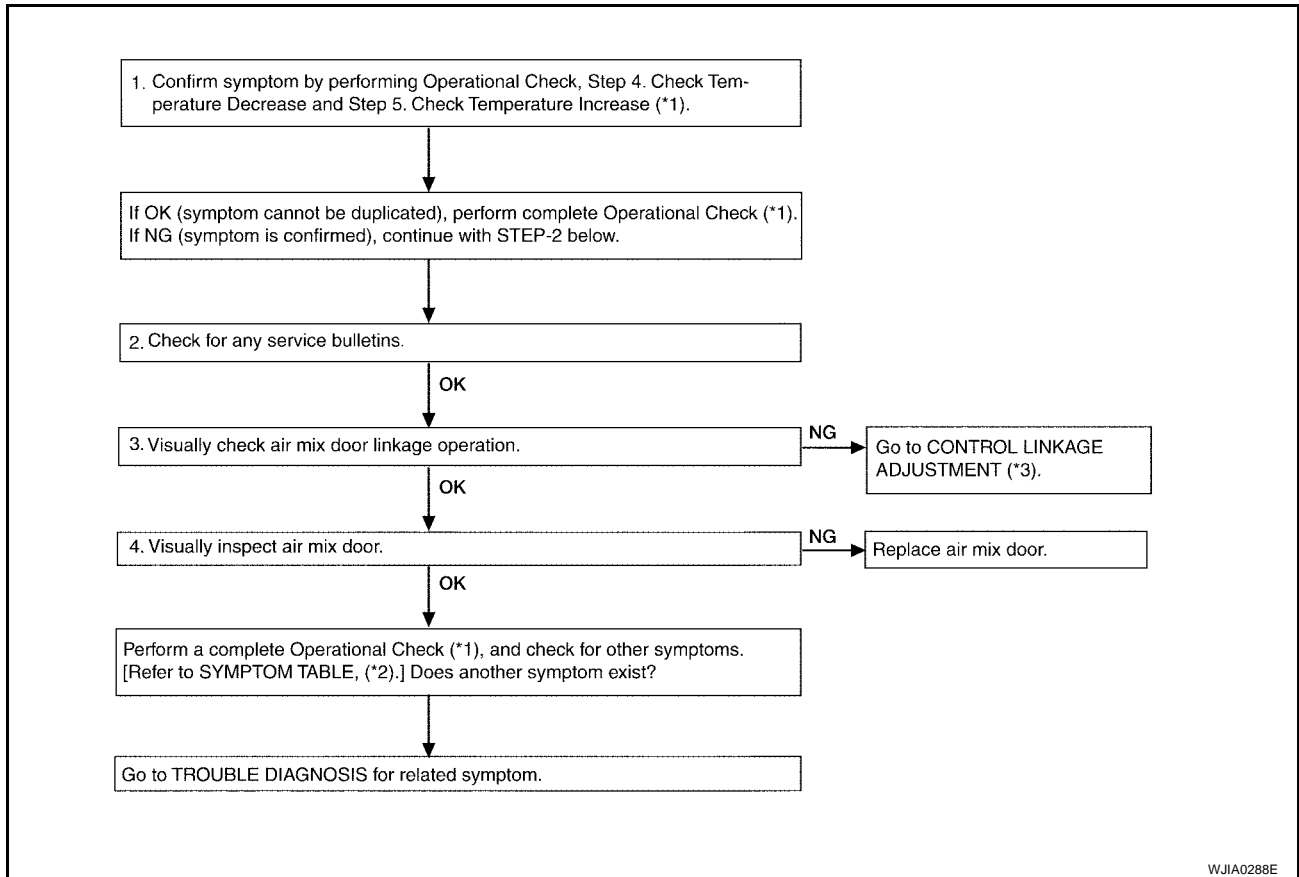 1. Confirm symptom by performing Operational Check, Step 4. Check Tem-
perature Decrease and Step 5. Check Temperature Increase (*1).
If OK (symptom cannot be duplicated), perform complete Operational Check (*1).
If NG (symptom is confirmed), continue with STEP-2 below.
2. Check for any service bulletins.
OK
3. Visually check air mix door linkage operation.
NG
Go to CONTROL LINKAGE
ADJUSTMENT (*3).
OK
4. Visually inspect air mix door.
NG
Replace air mix door.
OK
Perform a complete Operational Check (*1), and check for other symptoms.
[Refer to SYMPTOM TABLE, (*2).] Does another symptom exist?
Go to TROUBLE DIAGNOSIS for related symptom.
WJIA0288E